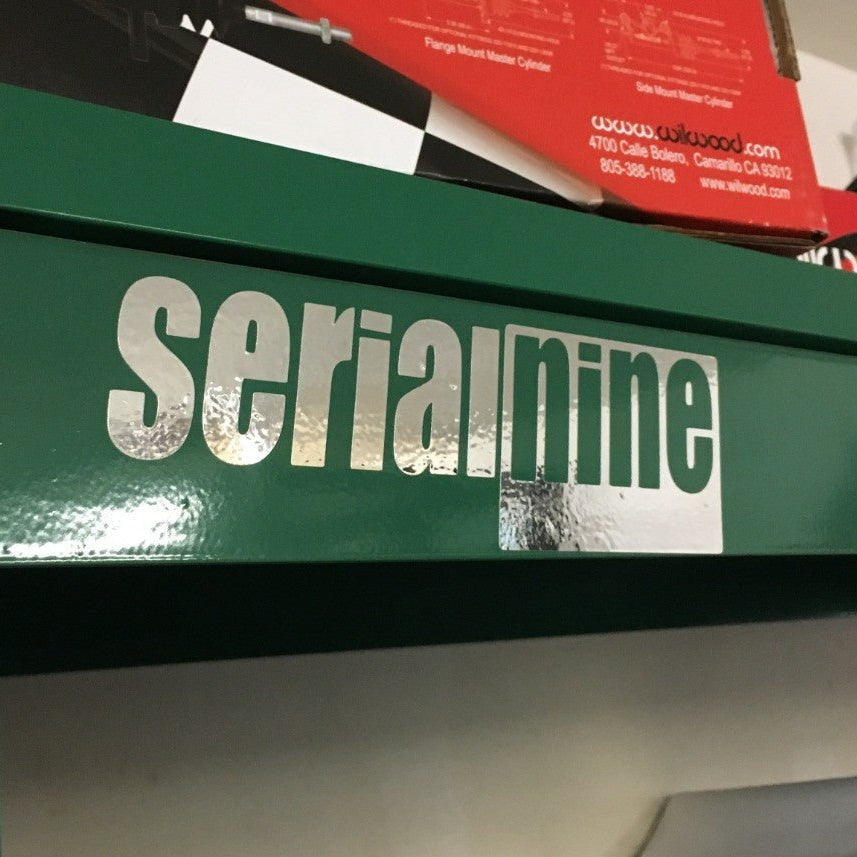 Flange Mount Master Cylinder
Side Mount Master Cylinder
www.wilwood.com
4700 Calle Bolero, Camarillo CA 93012
805-388-1188 www.wilwood.com
serialnine